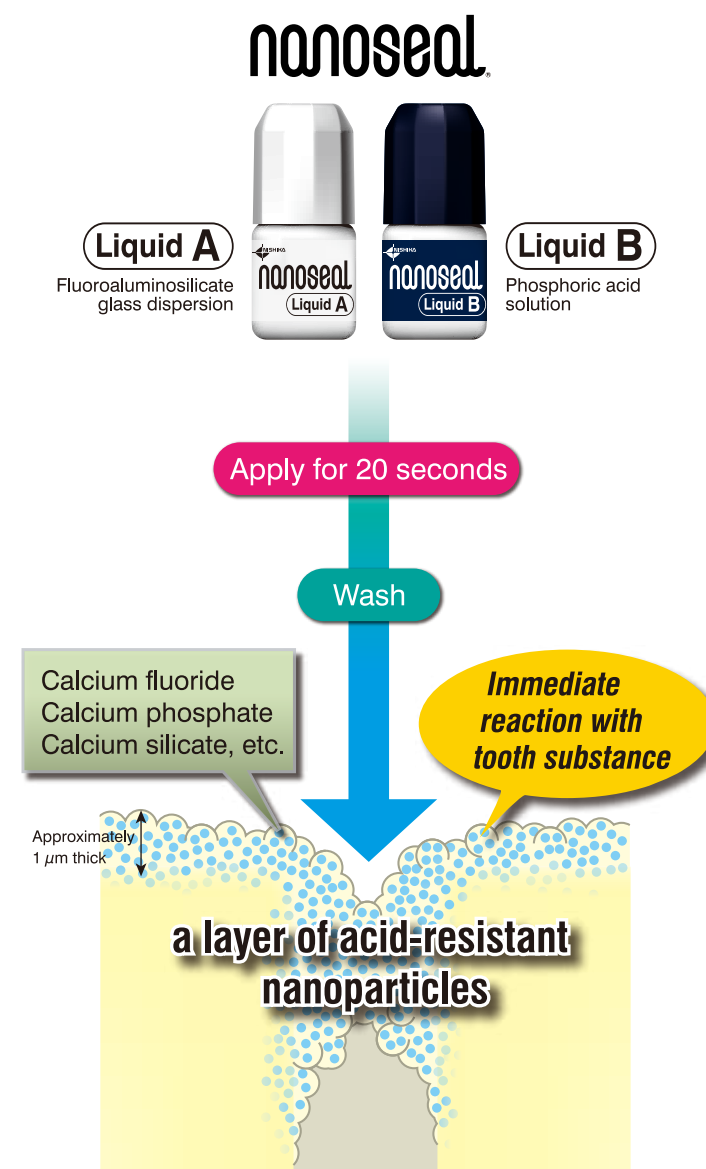 nanoseal®
Liquid A
Fluoroaluminosilicate
glass dispersion
NISHIKA
nanoseal
Liquid A
NISHIKA
nanoseal
Liquid B
Liquid B
Phosphoric acid
solution
Apply for 20 seconds
Wash
Calcium fluoride
Calcium phosphate
Calcium silicate, etc.
Immediate
reaction with
tooth substance
Approximately
1 μm thick
a layer of acid-resistant
nanoparticles